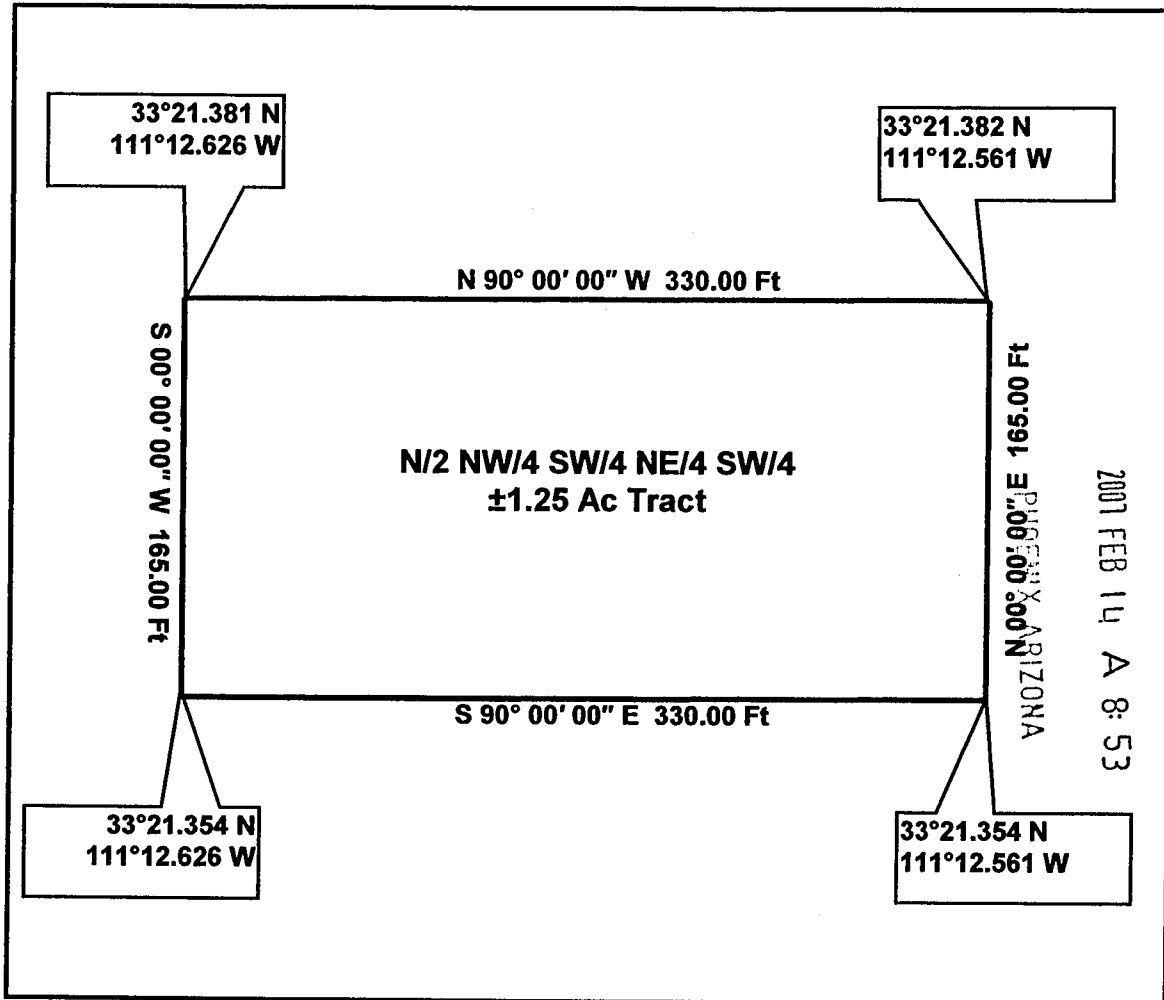 33°21.381 N
111°12.626 W
33°21.382 N
111°12.561 W
N 90° 00' 00" W 330.00 Ft
S 00° 00' 00" W 165.00 Ft
N/2 NW/4 SW/4 NE/4 SW/4
±1.25 Ac Tract
N 00° 00' 00" E 165.00 Ft
PHOENIX ARIZONA
2007 FEB 14 A 8:53
S 90° 00' 00" E 330.00 Ft
33°21.354 N
111°12.626 W
33°21.354 N
111°12.561 W